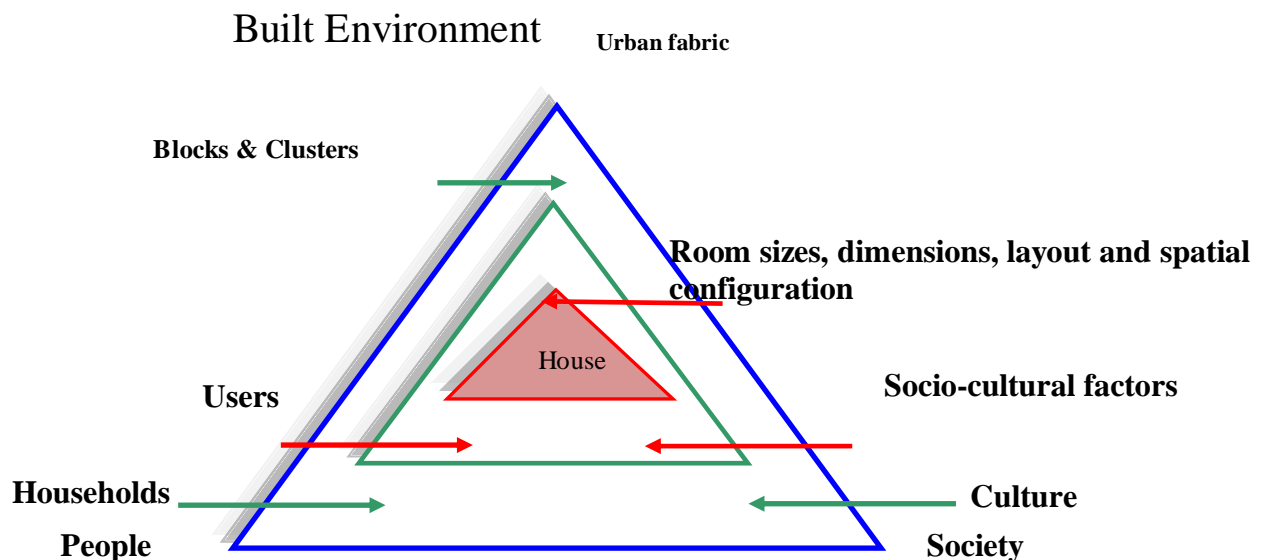 Built Environment
Urban fabric
Blocks & Clusters
Room sizes, dimensions, layout and spatial
configuration
House
Users
Socio-cultural factors
Households
Culture
People
Society